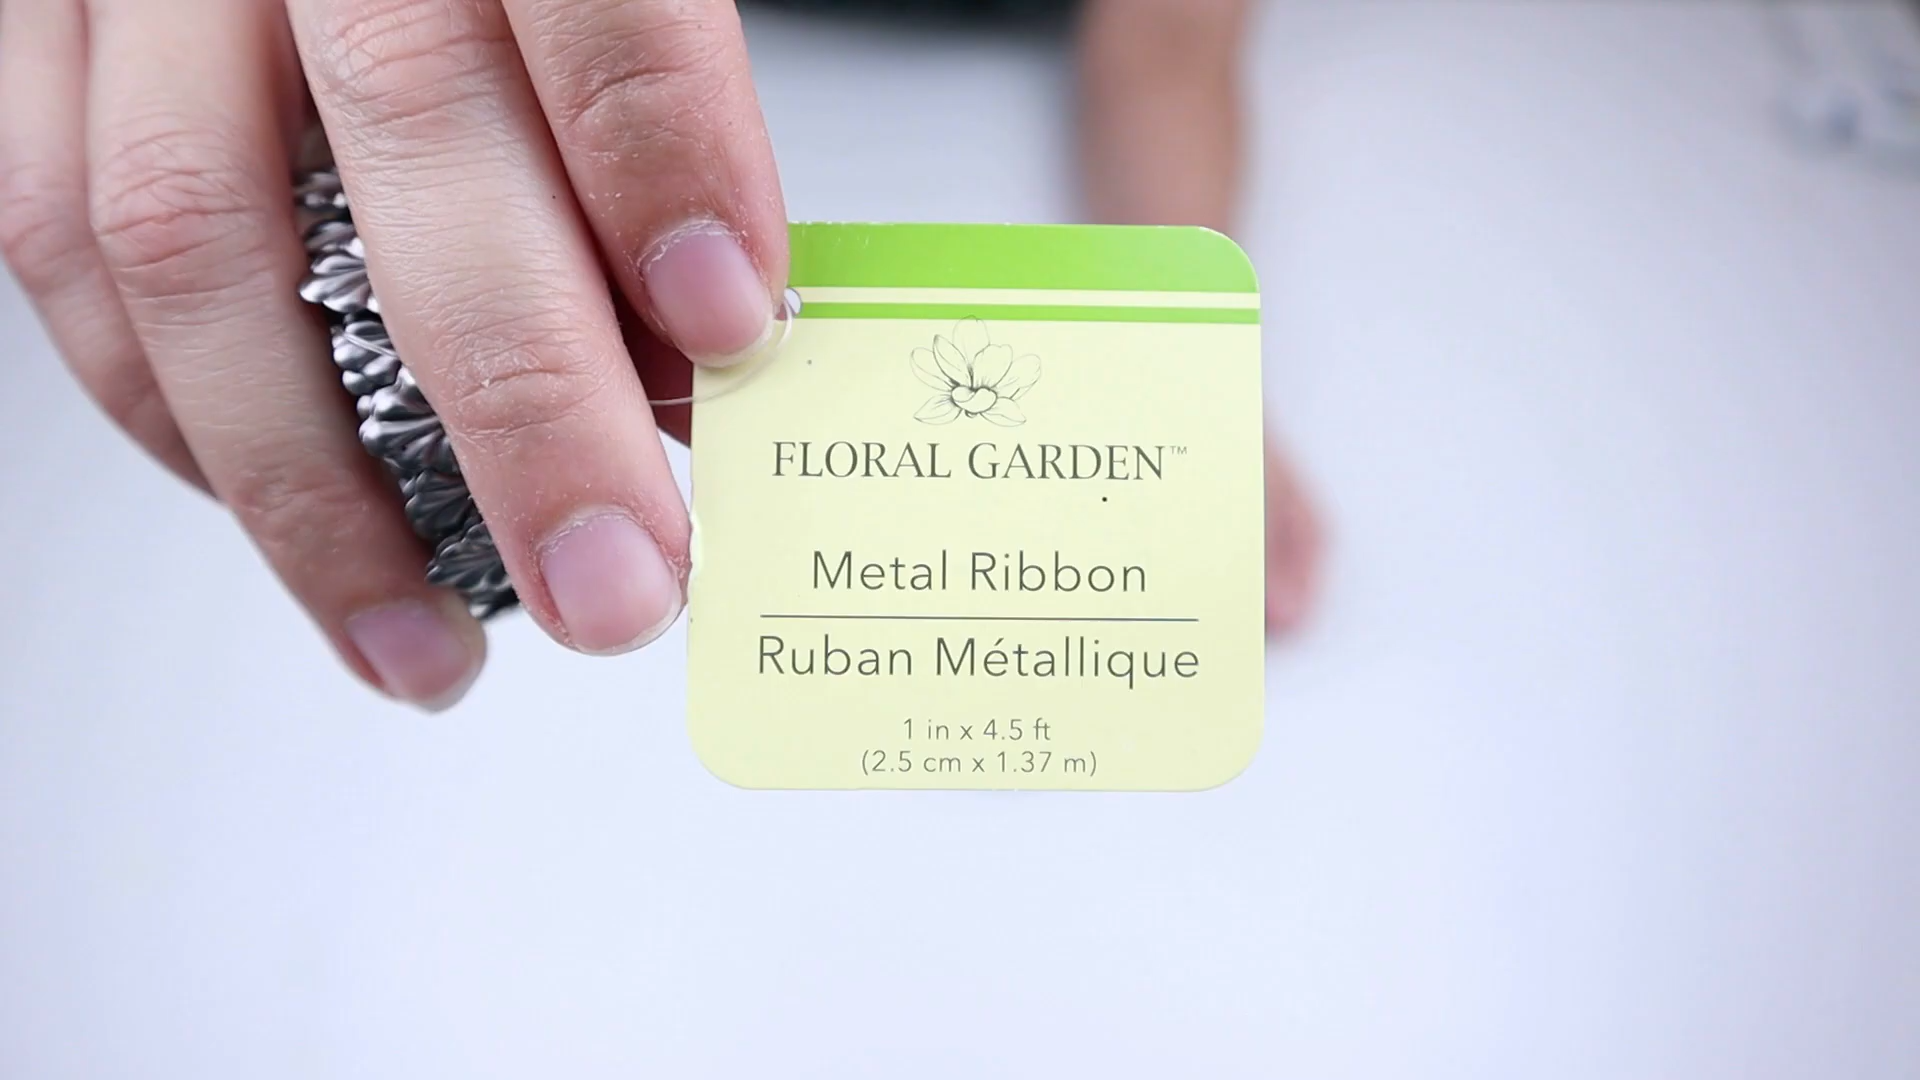 FLORAL GARDEN™
Metal Ribbon
Ruban Métallique
1 in x 4.5 ft
(2.5 cm x 1.37 m)